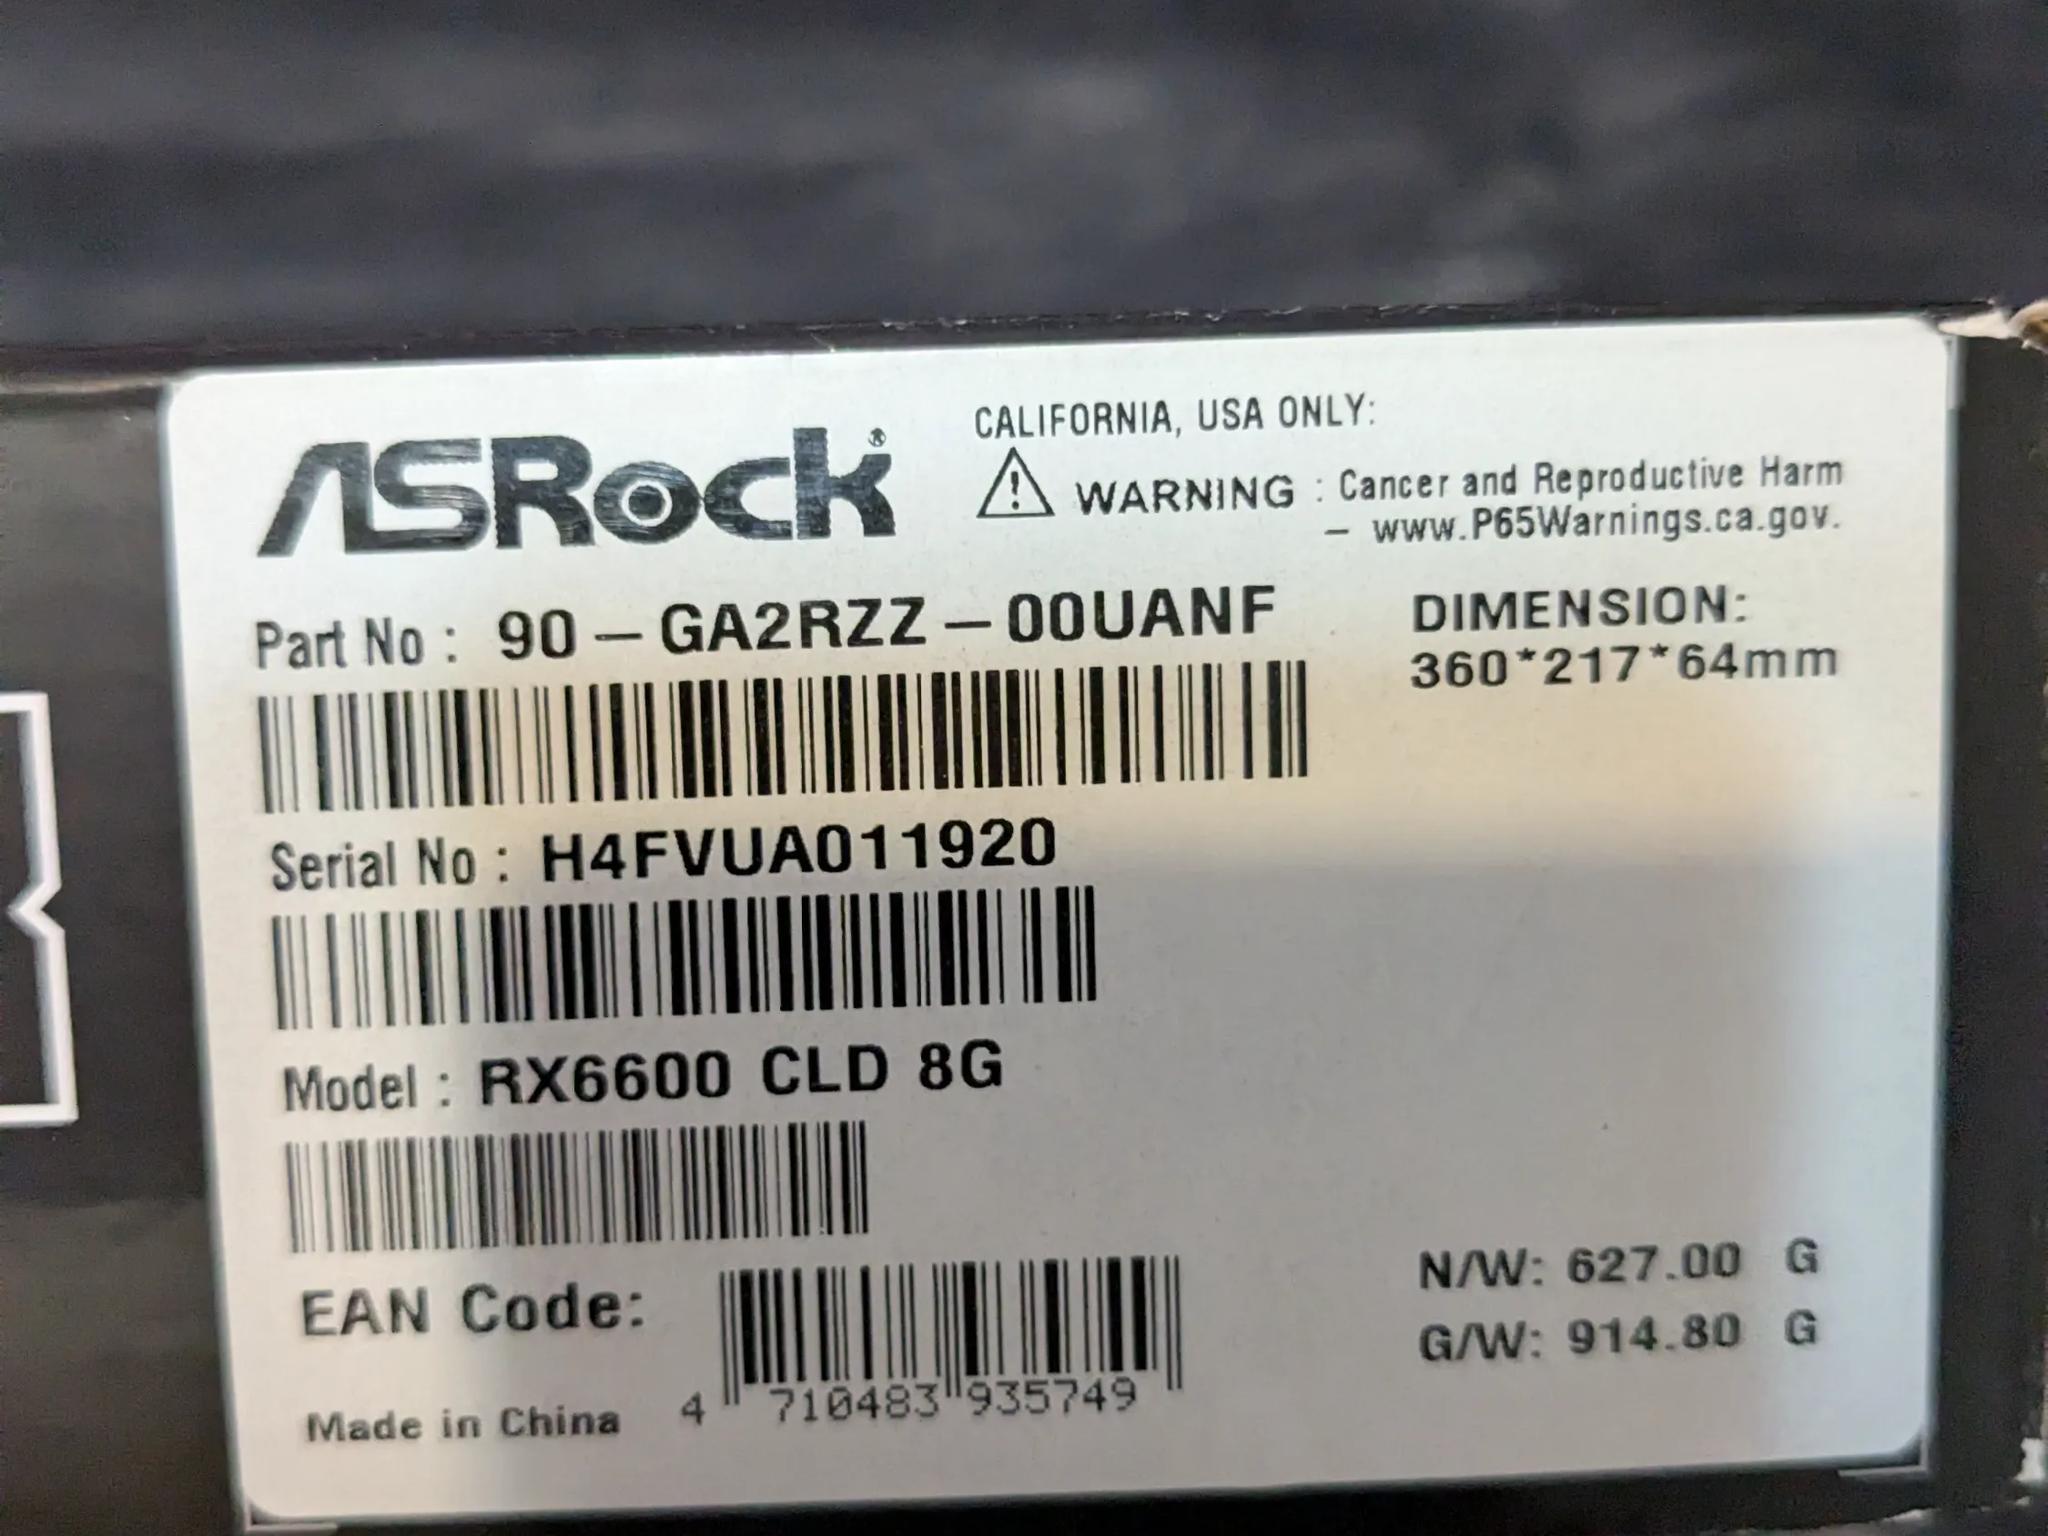 ASRock®
CALIFORNIA, USA ONLY:
WARNING : Cancer and Reproductive Harm
– www.P65Warnings.ca.gov.
Part No : 90-GA2RZZ-00UANF
DIMENSION:
360*217*64mm
Serial No : H4FVUA011920
Model : RX6600 CLD 8G
EAN Code:
4 710483 935749
Made in China
N/W: 627.00 G
G/W: 914.80 G